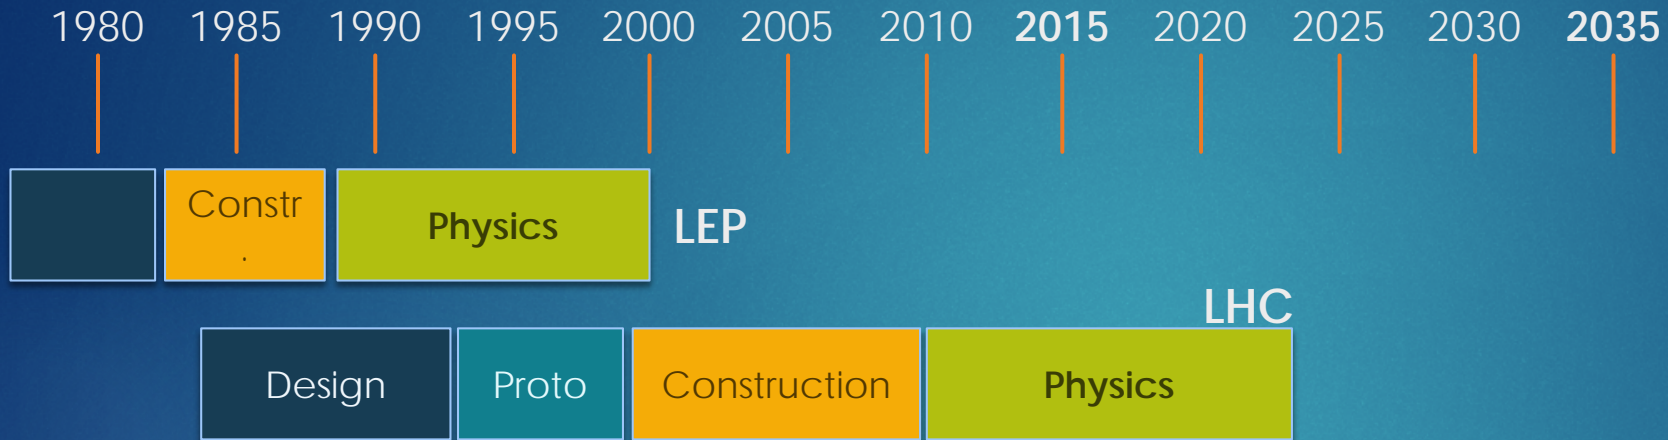 1980 1985 1990 1995 2000 2005 2010 2015 2020 2025 2030 2035
Constr
.
Physics
LEP
LHC
Design
Proto
Construction
Physics